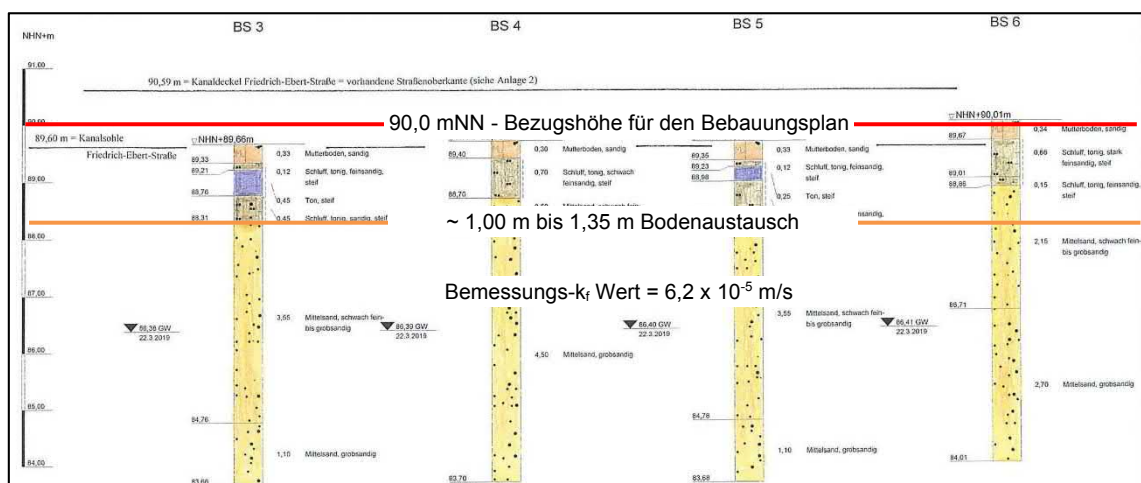 BS 3 BS 4 BS 5 BS 6
NHN+m
91,00
90,59 m = Kanaldeckel Friedrich-Ebert-Straße = vorhandene Straßenoberkante (siehe Anlage 2)
NHN+90,01m
90,0 mNN - Bezugshöhe für den Bebauungsplan
89,60 m = Kanalsohle
Friedrich-Ebert-Straße
NHN+89,66m
89,33
0,33 Mutterboden, sandig
89,21
0,12 Schluff, tonig, feinsandig,
steif
88,76
0,45 Ton, steif
88,31
0,45 Schluff, tonig, sandig, steif
89,40
0,30 Mutterboden, sandig
88,70
0,70 Schluff, tonig, schwach
feinsandig, steif
89,35
0,33 Mutterboden, sandig
89,23
0,12 Schluff, tonig, feinsandig,
steif
88,98
0,25 Ton, steif
89,67
0,34 Mutterboden, sandig
89,01
0,66 Schluff, tonig, stark
feinsandig, steif
88,86
0,15 Schluff, tonig, feinsandig,
steif
89,00
~ 1,00 m bis 1,35 m Bodenaustausch
88,00
2,15 Mittelsand, schwach fein-
bis grobsandig
87,00
Bemessungs-kf Wert = 6,2 x 10-5 m/s
86,71
3,55 Mittelsand, schwach fein-
bis grobsandig
3,55 Mittelsand, schwach fein-
bis grobsandig
86,38 GW
22.3.2019
86,39 GW
22.3.2019
86,40 GW
22.3.2019
86,41 GW
22.3.2019
86,00
4,50 Mittelsand, grobsandig
2,70 Mittelsand, grobsandig
85,00
84,76
84,78
1,10 Mittelsand, grobsandig
1,10 Mittelsand, grobsandig
84,00
84,01
83,66
83,70
83,68